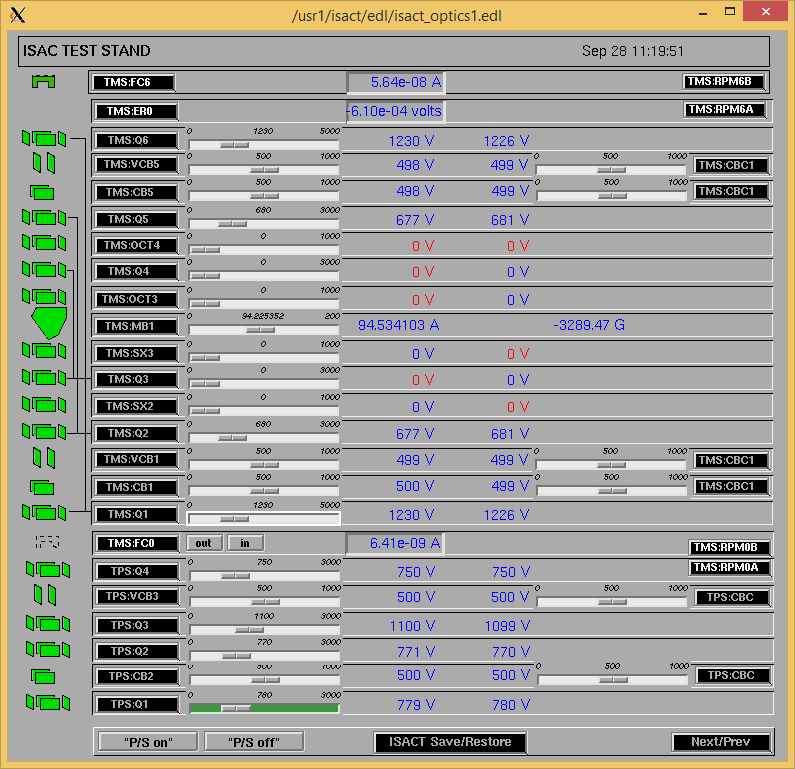 /usr1/isact/edl/isact_optics1.edl
ISAC TEST STAND Sep 28 11:19:51
TMS:FC6 5.64e-08 A TMS:RPM6B
TMS:ER0 -6.10e-04 volts TMS:RPM6A
TMS:Q6 0 1230 5000 1230 V 1226 V
TMS:VCB5 0 500 1000 498 V 499 V 0 500 1000 TMS:CBC1
TMS:CB5 0 500 1000 498 V 499 V 0 500 1000 TMS:CBC1
TMS:Q5 0 680 3000 677 V 681 V
TMS:OCT4 0 0 1000 0 V 0 V
TMS:Q4 0 0 3000 0 V 0 V
TMS:OCT3 0 0 1000 0 V 0 V
TMS:MB1 0 94.225352 200 94.534103 A -3289.47 G
TMS:SX3 0 0 1000 0 V 0 V
TMS:Q3 0 0 3000 0 V 0 V
TMS:SX2 0 0 1000 0 V 0 V
TMS:Q2 0 680 3000 677 V 681 V
TMS:VCB1 0 500 1000 499 V 499 V 0 500 1000 TMS:CBC1
TMS:CB1 0 500 1000 500 V 499 V 0 500 1000 TMS:CBC1
TMS:Q1 0 1230 5000 1230 V 1226 V
TMS:FC0 out in 6.41e-09 A TMS:RPM0B
TPS:Q4 0 750 3000 750 V 750 V TMS:RPM0A
TPS:VCB3 0 500 1000 500 V 500 V 0 500 1000 TPS:CBC
TPS:Q3 0 1100 3000 1100 V 1099 V
TPS:Q2 0 770 3000 771 V 770 V
TPS:CB2 0 500 1000 500 V 500 V 0 500 1000 TPS:CBC
TPS:Q1 0 780 3000 779 V 780 V
"P/S on" "P/S off" ISACT Save/Restore Next/Prev